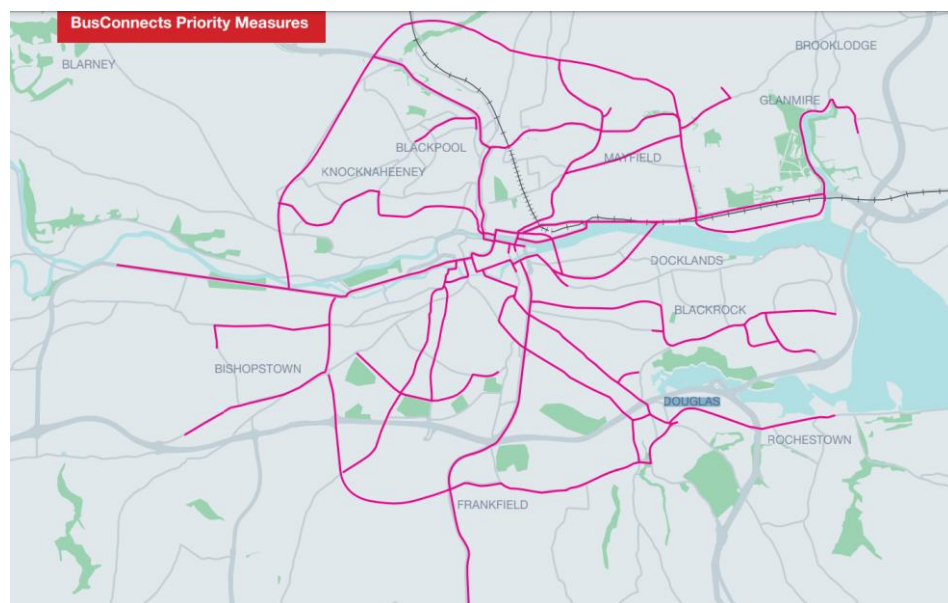 BusConnects Priority Measures
BROOKLODGE
BLARNEY
GLANMIRE
BLACKPOOL
MAYFIELD
KNOCKNAHEENEY
DOCKLANDS
BLACKROCK
BISHOPSTOWN
DOUGLAS
ROCHESTOWN
FRANKFIELD